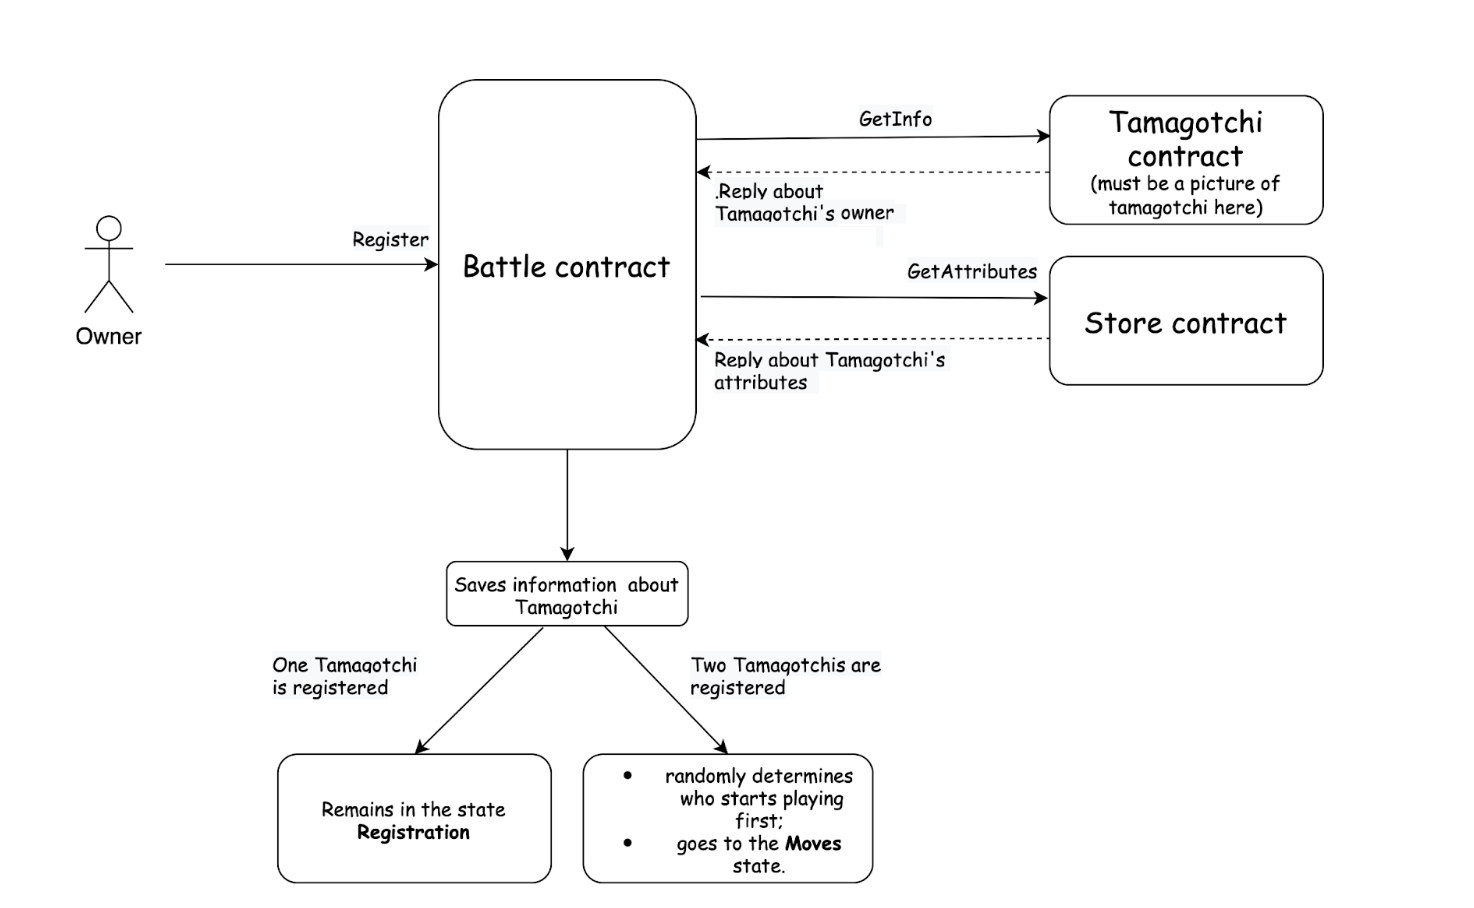 GetInfo
Tamagotchi
contract
(must be a picture of
tamagotchi here)
.Reply about
Tamagotchi's owner
Register
Battle contract
GetAttributes
Store contract
Owner
Reply about Tamagotchi's
attributes
Saves information about
Tamagotchi
One Tamagotchi
is registered
Two Tamagotchis are
registered
Remains in the state
Registration
• randomly determines
who starts playing
first;
• goes to the Moves
state.